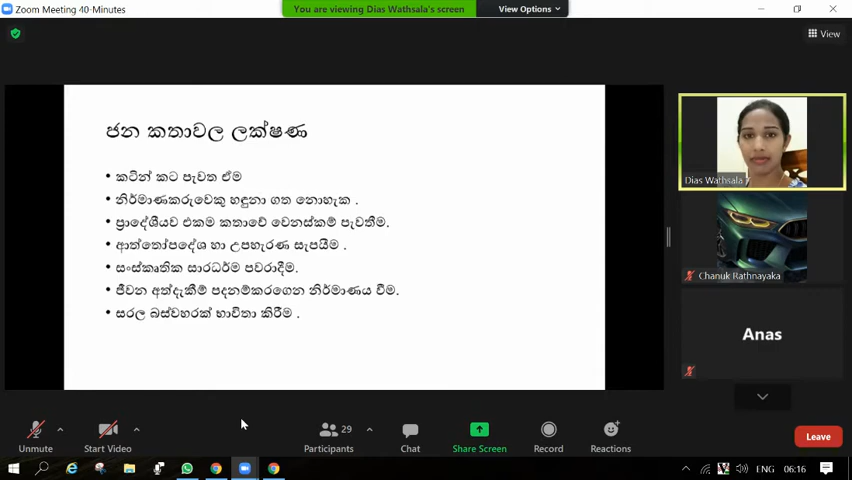 Zoom Meeting 40-Minutes
You are viewing Dias Wathsala's screen
View Options
View
ජන කතාවල ලක්ෂණ
• කටින් කට පැවත ඒම
• නිර්මාණකරුවෙකු හඳුනා ගත නොහැක .
• ප්‍රාදේශීයව එකම කතාවේ වෙනස්කම් පැවතීම.
• ආත්තෝපදේශ හා උපහැරණ සැපයීම .
• සංස්කෘතික සාරධර්ම පවරාදීම.
• ජීවන අත්දැකීම් පදනම්කරගෙන නිර්මාණය වීම.
• සරල බස්වහරක් භාවිතා කිරීම .
Dias Wathsala
Chanuk Rathnayaka
Anas
Unmute
Start Video
29
Participants
Chat
Share Screen
Record
Reactions
Leave
ENG
06:16